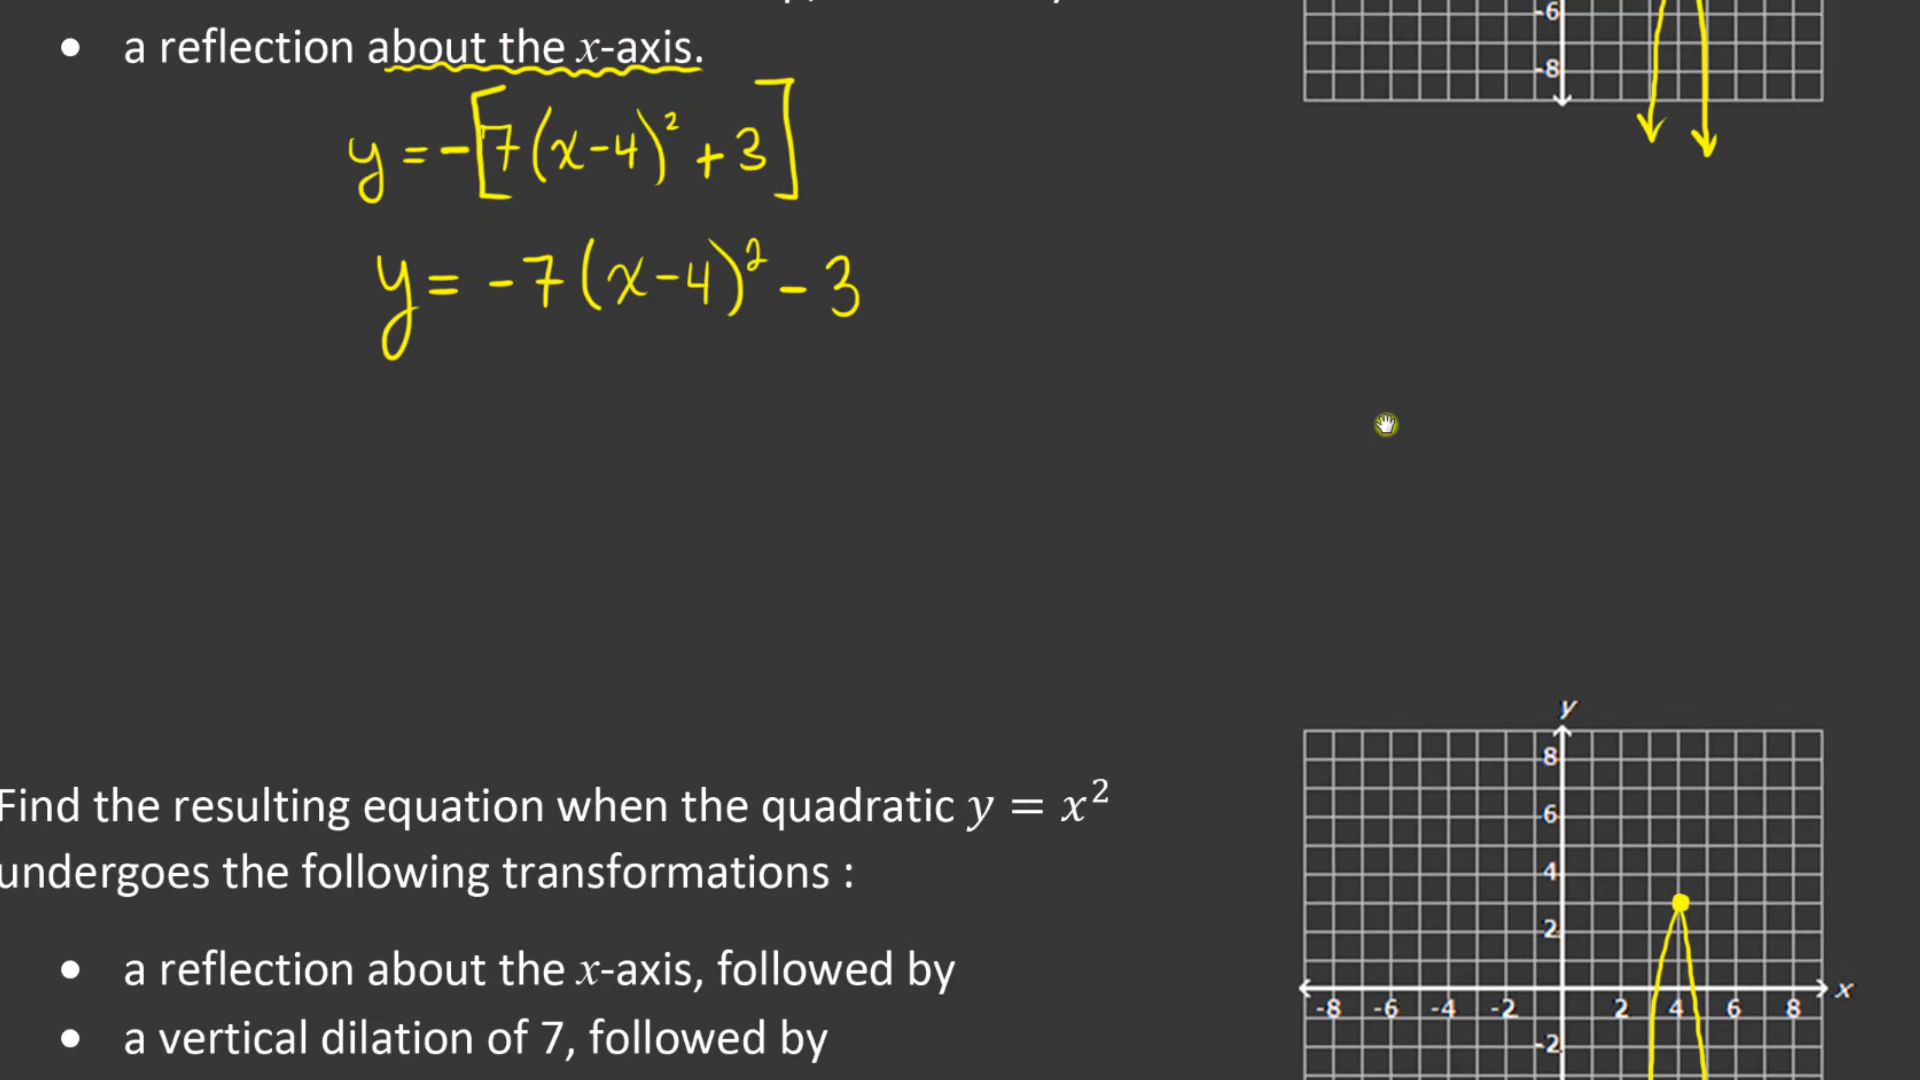 • a reflection about the x-axis.
y = -[7(x-4)² + 3]
y = -7(x-4)² - 3
-6
-8
Find the resulting equation when the quadratic y = x²
undergoes the following transformations :
• a reflection about the x-axis, followed by
• a vertical dilation of 7, followed by
y
8
6
4
2
-8 -6 -4 -2 2 4 6 8 x
-2